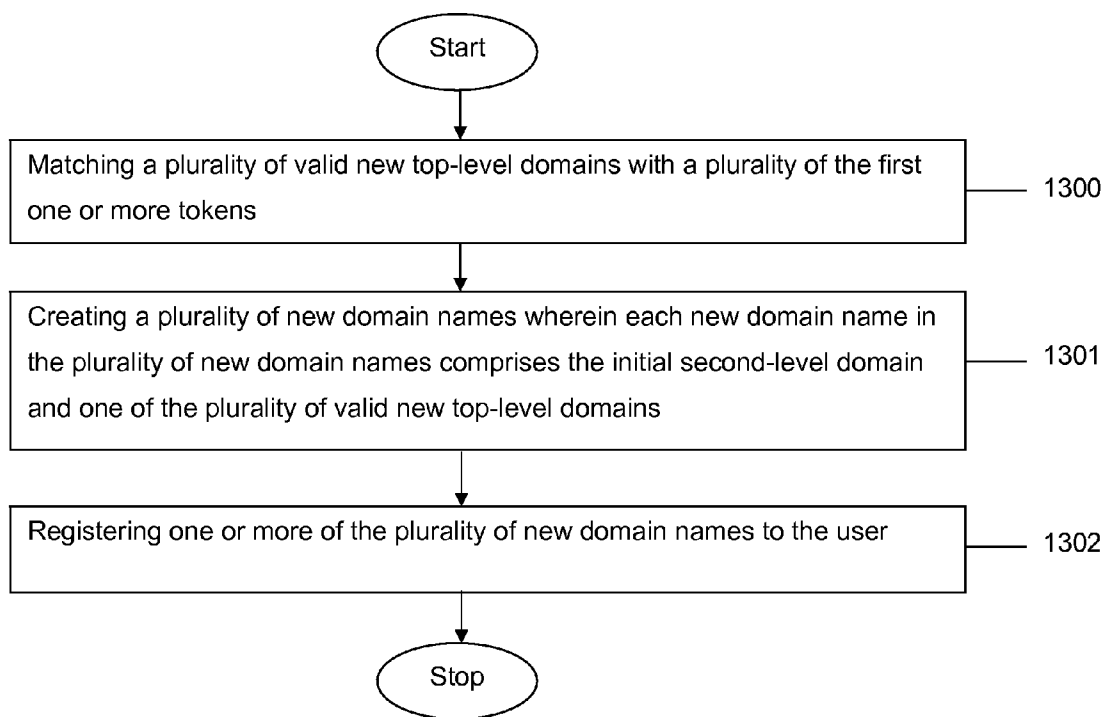 Start
Matching a plurality of valid new top-level domains with a plurality of the first
one or more tokens
1300
Creating a plurality of new domain names wherein each new domain name in
the plurality of new domain names comprises the initial second-level domain
and one of the plurality of valid new top-level domains
1301
Registering one or more of the plurality of new domain names to the user
1302
Stop